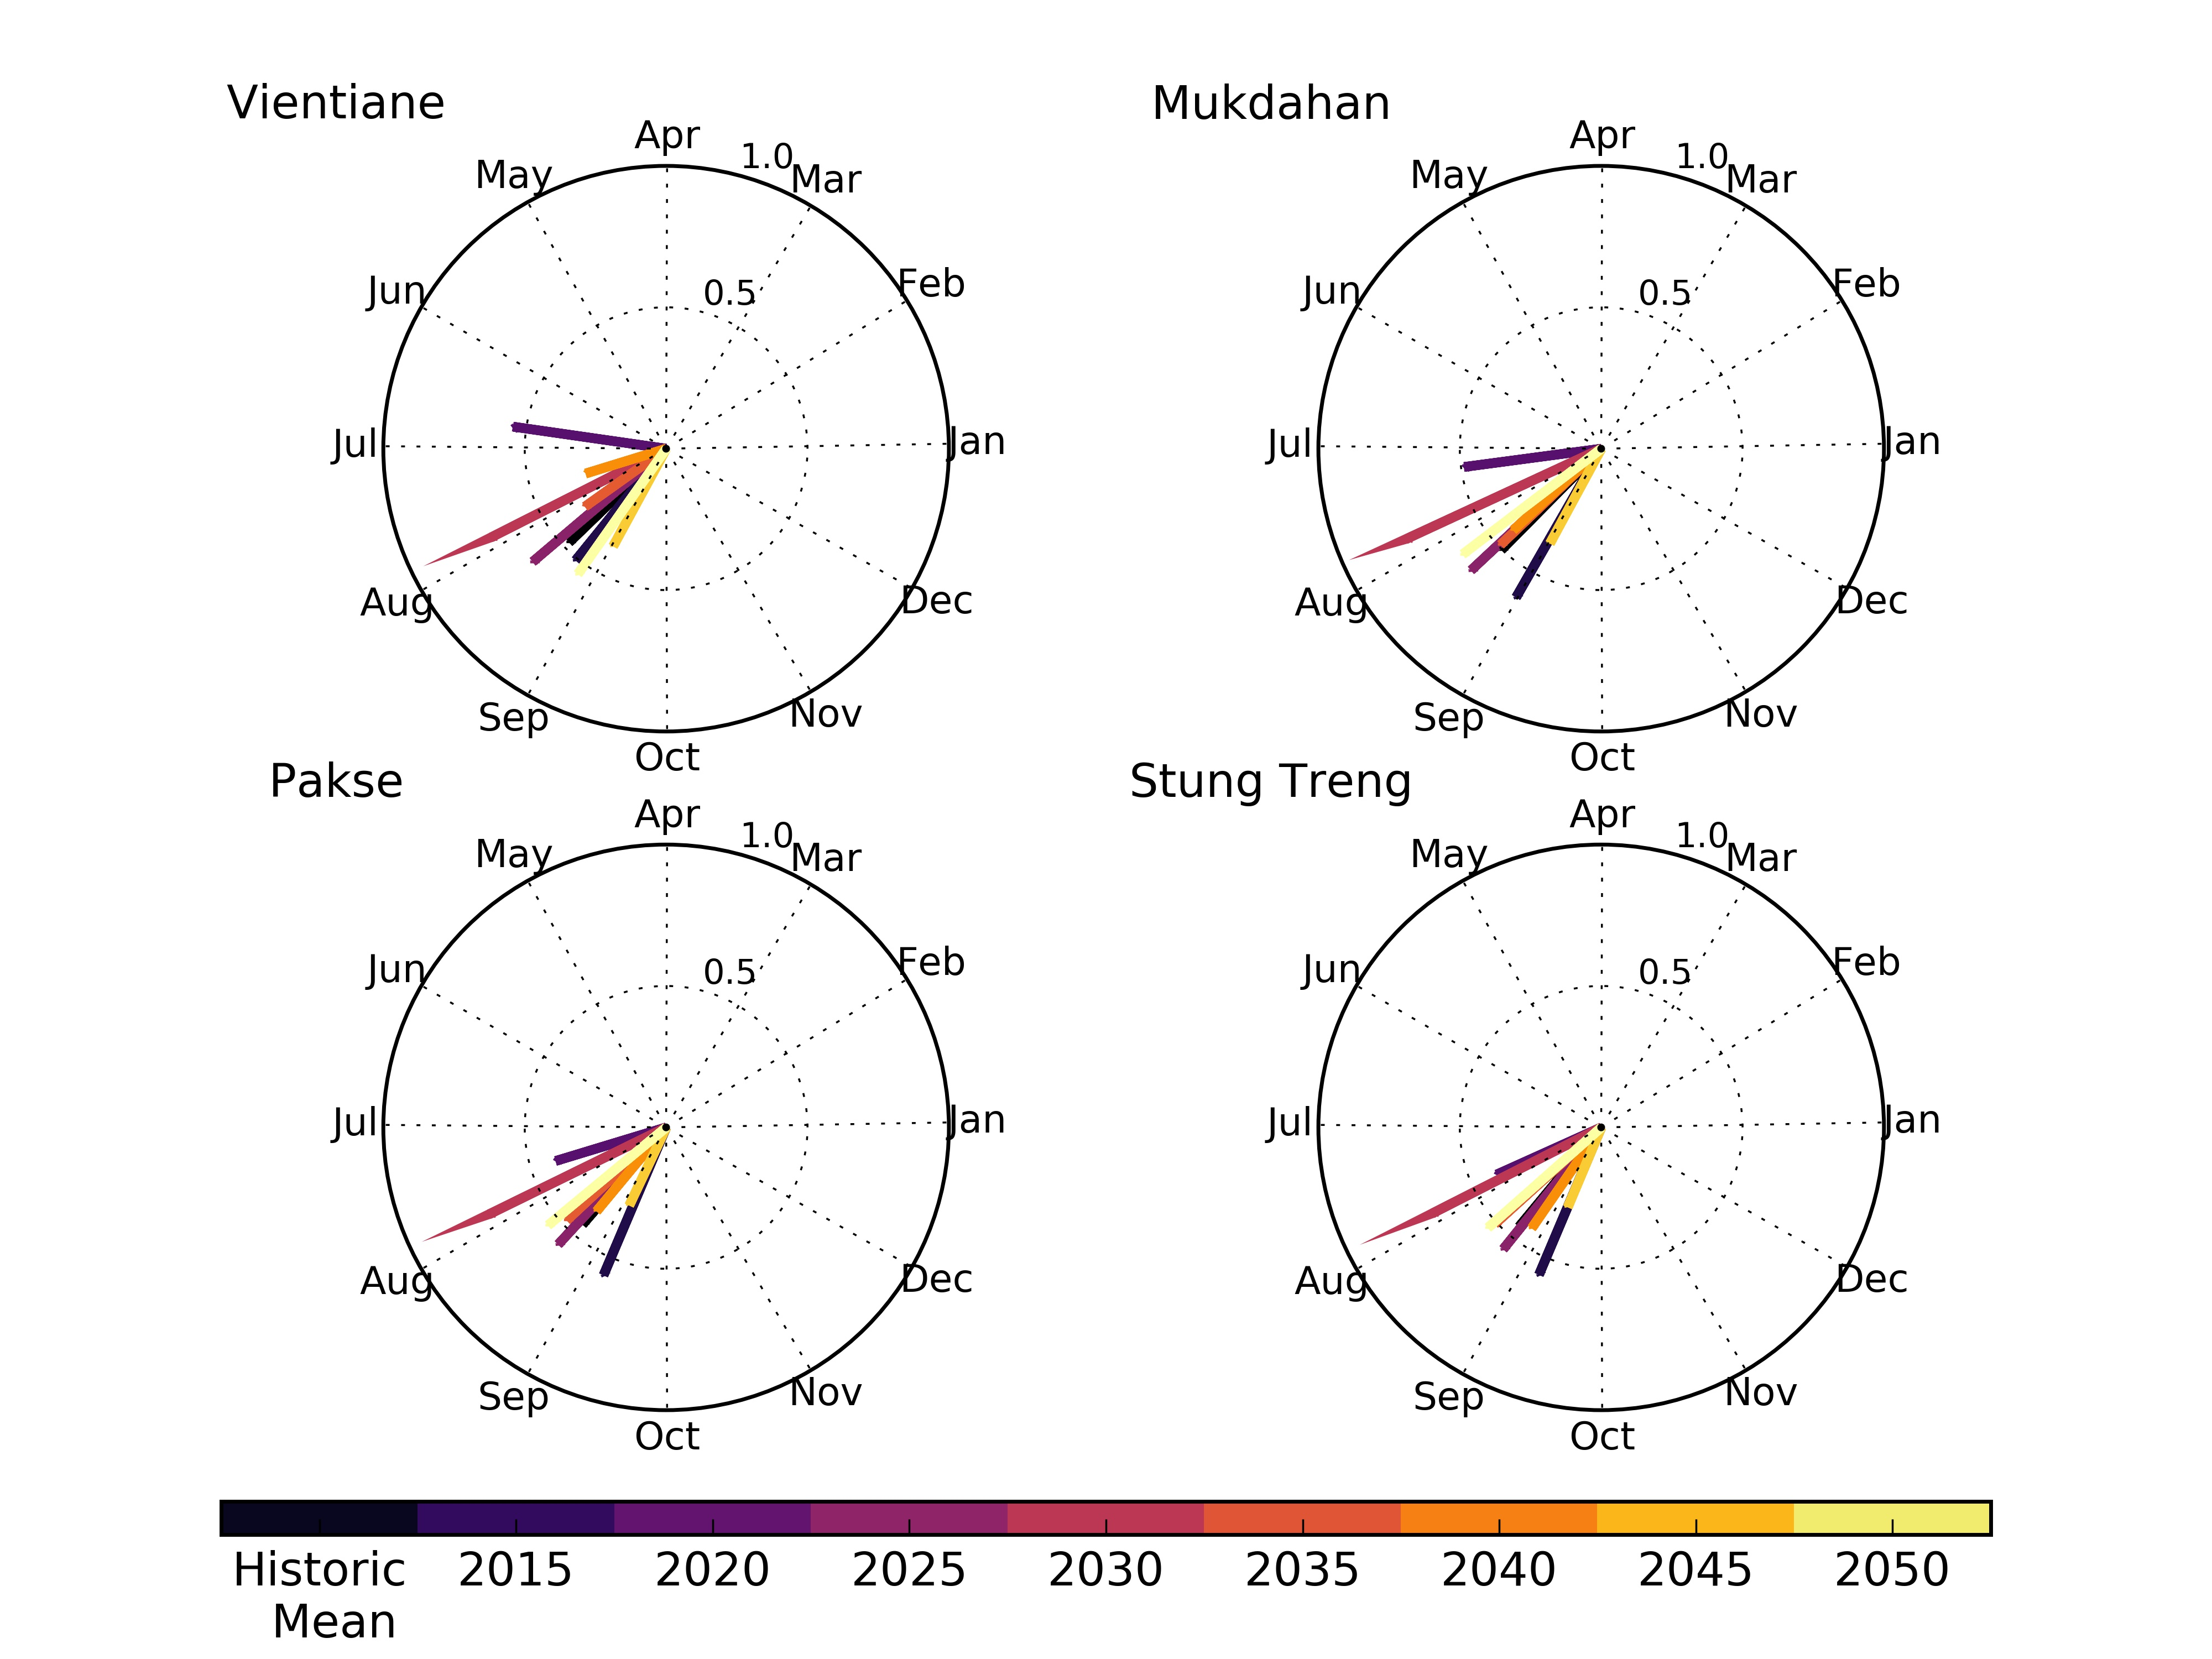 Vientiane
Apr
1.0
Mar
May
Feb
Jun
0.5
Jul
Jan
Aug
Dec
Sep
Nov
Oct
Mukdahan
Apr
1.0
Mar
May
Feb
Jun
0.5
Jul
Jan
Aug
Dec
Sep
Nov
Oct
Pakse
Apr
1.0
Mar
May
Feb
Jun
0.5
Jul
Jan
Aug
Dec
Sep
Nov
Oct
Stung Treng
Apr
1.0
Mar
May
Feb
Jun
0.5
Jul
Jan
Aug
Dec
Sep
Nov
Oct
Historic 2015 2020 2025 2030 2035 2040 2045 2050
Mean